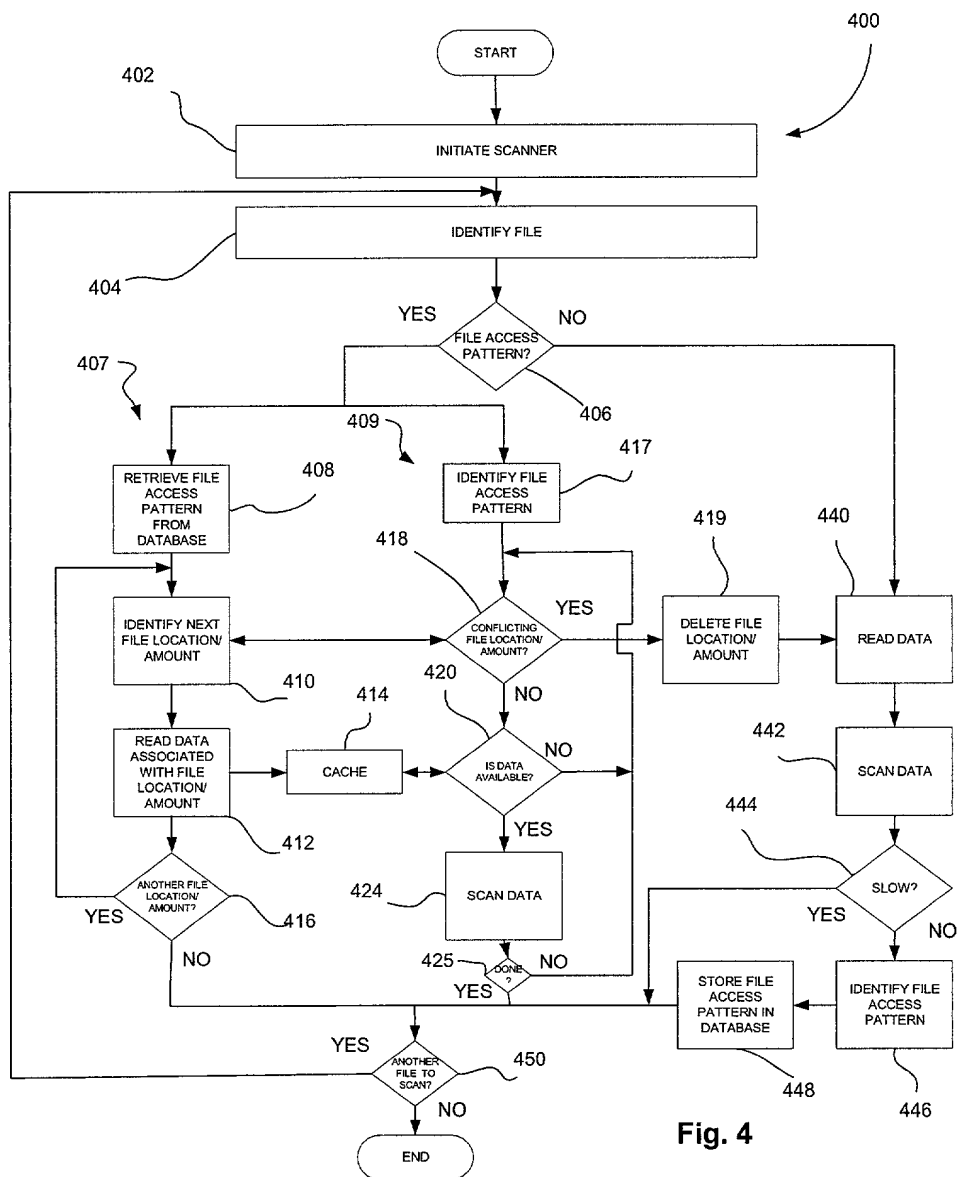 START
400
402
INITIATE SCANNER
IDENTIFY FILE
404
YES
NO
FILE ACCESS
PATTERN?
406
407
409
417
408
RETRIEVE FILE
ACCESS
PATTERN
FROM
DATABASE
IDENTIFY FILE
ACCESS
PATTERN
418
419
440
YES
IDENTIFY NEXT
FILE LOCATION/
AMOUNT
CONFLICTING
FILE LOCATION/
AMOUNT?
DELETE FILE
LOCATION/
AMOUNT
READ DATA
410
414
420
NO
442
READ DATA
ASSOCIATED
WITH FILE
LOCATION/
AMOUNT
CACHE
IS DATA
AVAILABLE?
NO
SCAN DATA
412
YES
444
ANOTHER FILE
LOCATION/
AMOUNT?
424
SCAN DATA
SLOW?
YES
416
YES
NO
NO
425
DONE
?
NO
YES
STORE FILE
ACCESS
PATTERN IN
DATABASE
IDENTIFY FILE
ACCESS
PATTERN
YES
ANOTHER
FILE TO
SCAN?
450
448
446
NO
Fig. 4
END